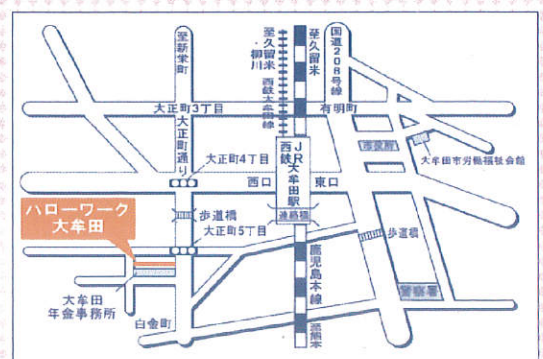 至新栄町
至久留米・柳川
西鉄大牟田線
至久留米
国道208号線
大正町3丁目
有明町
大正町通り
大正町4丁目
市役所
大牟田市労働福祉会館
西鉄
JR
大牟田駅
西口
東口
連絡橋
ハローワーク
大牟田
歩道橋
歩道橋
大正町5丁目
鹿児島本線
警察署
大牟田
年金事務所
白金町
至熊本